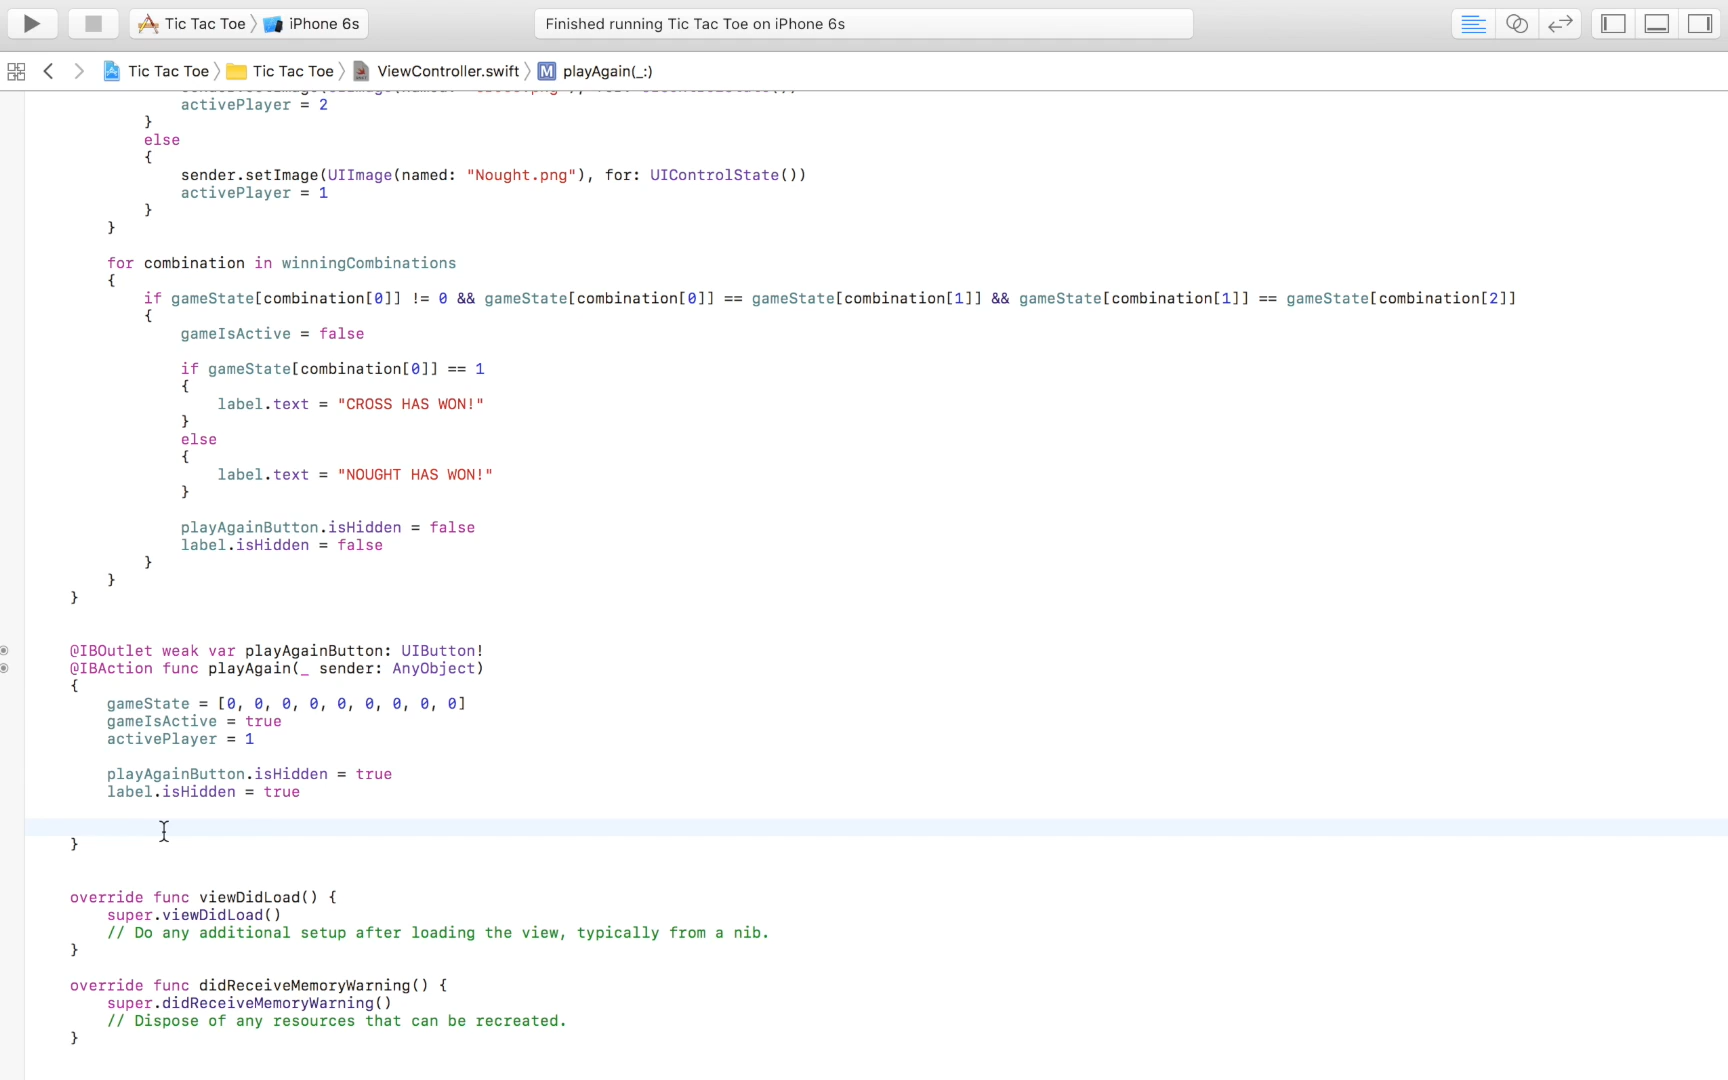 Tic Tac Toe iPhone 6s Finished running Tic Tac Toe on iPhone 6s
Tic Tac Toe Tic Tac Toe ViewController.swift M playAgain(_:)
activePlayer = 2
}
else
{
sender.setImage(UIImage(named: "Nought.png"), for: UIControlState())
activePlayer = 1
}
}
for combination in winningCombinations
{
if gameState[combination[0]] != 0 && gameState[combination[0]] == gameState[combination[1]] && gameState[combination[1]] == gameState[combination[2]]
{
gameIsActive = false
if gameState[combination[0]] == 1
{
label.text = "CROSS HAS WON!"
}
else
{
label.text = "NOUGHT HAS WON!"
}
playAgainButton.isHidden = false
label.isHidden = false
}
}
}
@IBOutlet weak var playAgainButton: UIButton!
@IBAction func playAgain(_ sender: AnyObject)
{
gameState = [0, 0, 0, 0, 0, 0, 0, 0, 0]
gameIsActive = true
activePlayer = 1
playAgainButton.isHidden = true
label.isHidden = true
}
override func viewDidLoad() {
super.viewDidLoad()
// Do any additional setup after loading the view, typically from a nib.
}
override func didReceiveMemoryWarning() {
super.didReceiveMemoryWarning()
// Dispose of any resources that can be recreated.
}